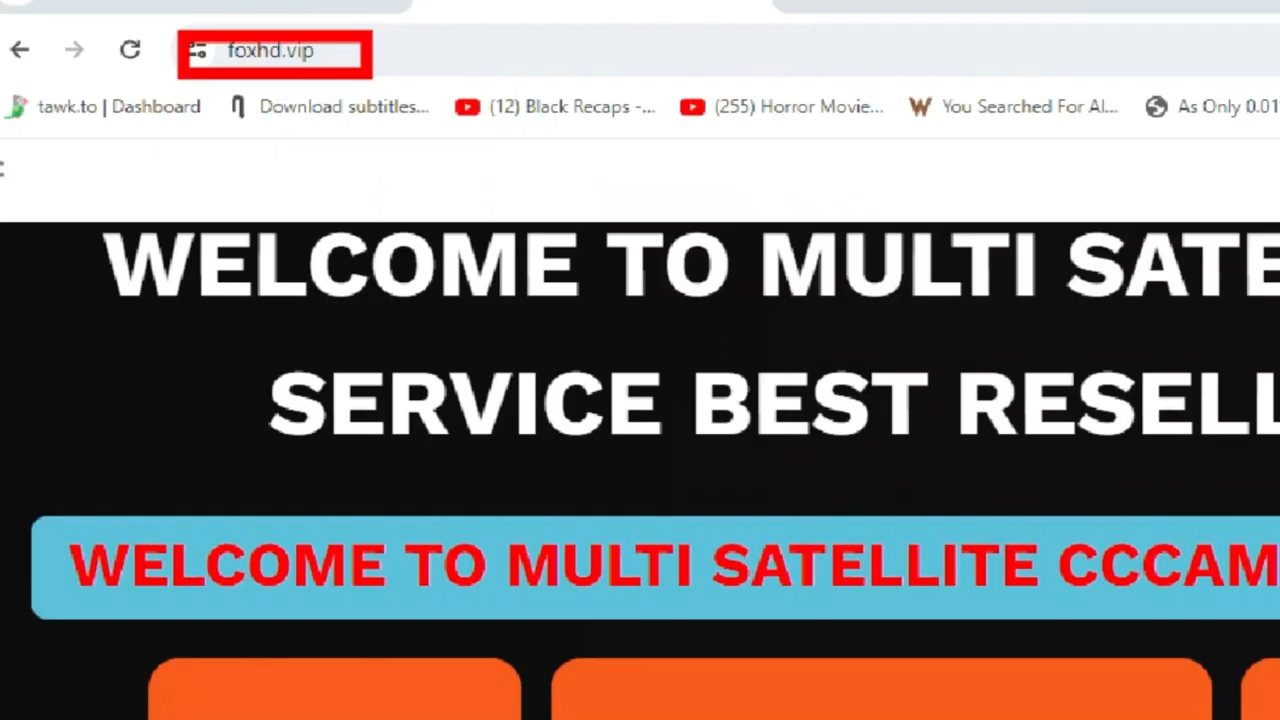 foxhd.vip
tawk.to | Dashboard Download subtitles... (12) Black Recaps -... (255) Horror Movie... You Searched For Al... As Only 0.01
WELCOME TO MULTI SATE
SERVICE BEST RESELL
WELCOME TO MULTI SATELLITE CCCAM